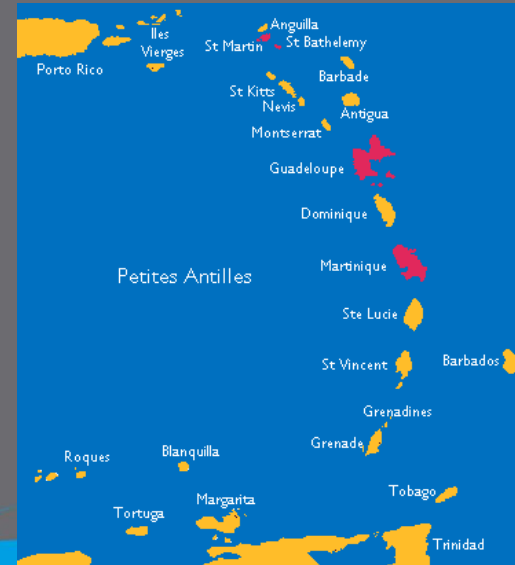 Anguilla
Iles
Vierges
St Martin
St Bathelemy
Porto Rico
Barbade
St Kitts
Nevis
Antigua
Montserrat
Guadeloupe
Dominique
Martinique
Petites Antilles
Ste Lucie
St Vincent
Barbados
Grenadines
Grenade
Blanquilla
Roques
Tobago
Margarita
Tortuga
Trinidad